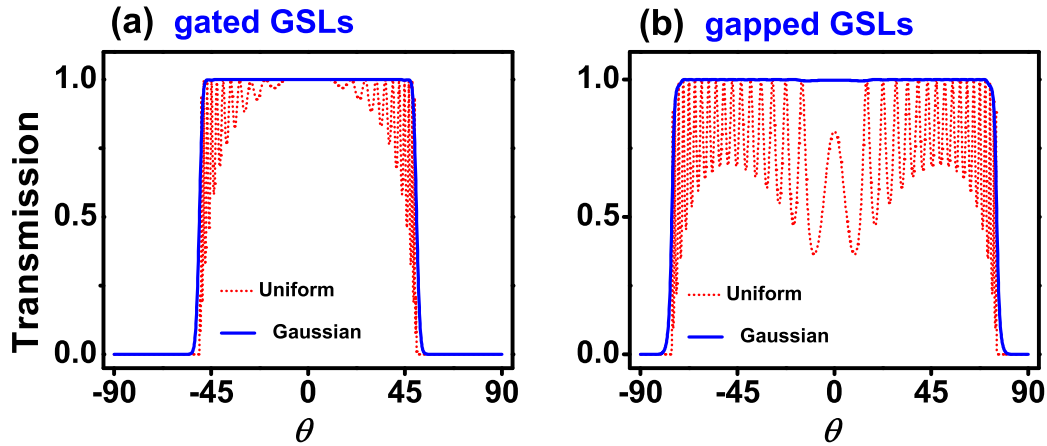 (a) gated GSLs
(b) gapped GSLs
Transmission
1.0
0.5
0.0
Uniform
Gaussian
-90 -45 0 45 90
θ
1.0
0.5
0.0
Uniform
Gaussian
-90 -45 0 45 90
θ